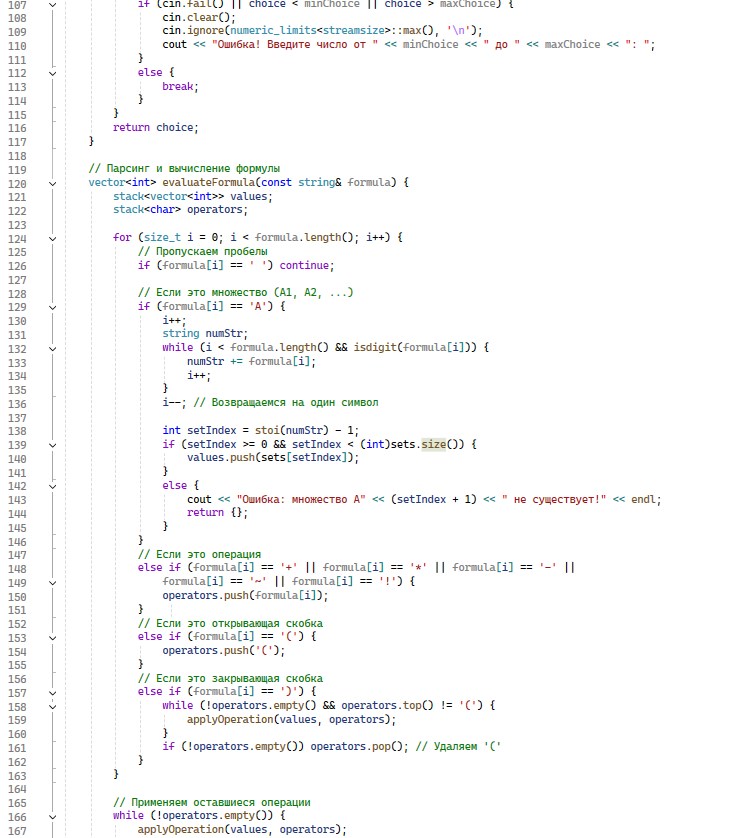 107 if (cin.fail() || choice < minChoice || choice > maxChoice) {
108 cin.clear();
109 cin.ignore(numeric_limits<streamsize>::max(), '\n');
110 cout << "Ошибка! Введите число от " << minChoice << " до " << maxChoice << ": ";
111 }
112 else {
113 break;
114 }
115 }
116 return choice;
117 }
118
119 // Парсинг и вычисление формулы
120 vector<int> evaluateFormula(const string& formula) {
121 stack<vector<int>> values;
122 stack<char> operators;
123
124 for (size_t i = 0; i < formula.length(); i++) {
125 // Пропускаем пробелы
126 if (formula[i] == ' ') continue;
127
128 // Если это множество (A1, A2, ...)
129 if (formula[i] == 'A') {
130 i++;
131 string numStr;
132 while (i < formula.length() && isdigit(formula[i])) {
133 numStr += formula[i];
134 i++;
135 }
136 i--; // Возвращаемся на один символ
137
138 int setIndex = stoi(numStr) - 1;
139 if (setIndex >= 0 && setIndex < (int)sets.size()) {
140 values.push(sets[setIndex]);
141 }
142 else {
143 cout << "Ошибка: множество A" << (setIndex + 1) << " не существует!" << endl;
144 return {};
145 }
146 }
147 // Если это операция
148 else if (formula[i] == '+' || formula[i] == '*' || formula[i] == '-' ||
149 formula[i] == '~' || formula[i] == '!') {
150 operators.push(formula[i]);
151 }
152 // Если это открывающая скобка
153 else if (formula[i] == '(') {
154 operators.push('(');
155 }
156 // Если это закрывающая скобка
157 else if (formula[i] == ')') {
158 while (!operators.empty() && operators.top() != '(') {
159 applyOperation(values, operators);
160 }
161 if (!operators.empty()) operators.pop(); // Удаляем '('
162 }
163 }
164
165 // Применяем оставшиеся операции
166 while (!operators.empty()) {
167 applyOperation(values, operators);